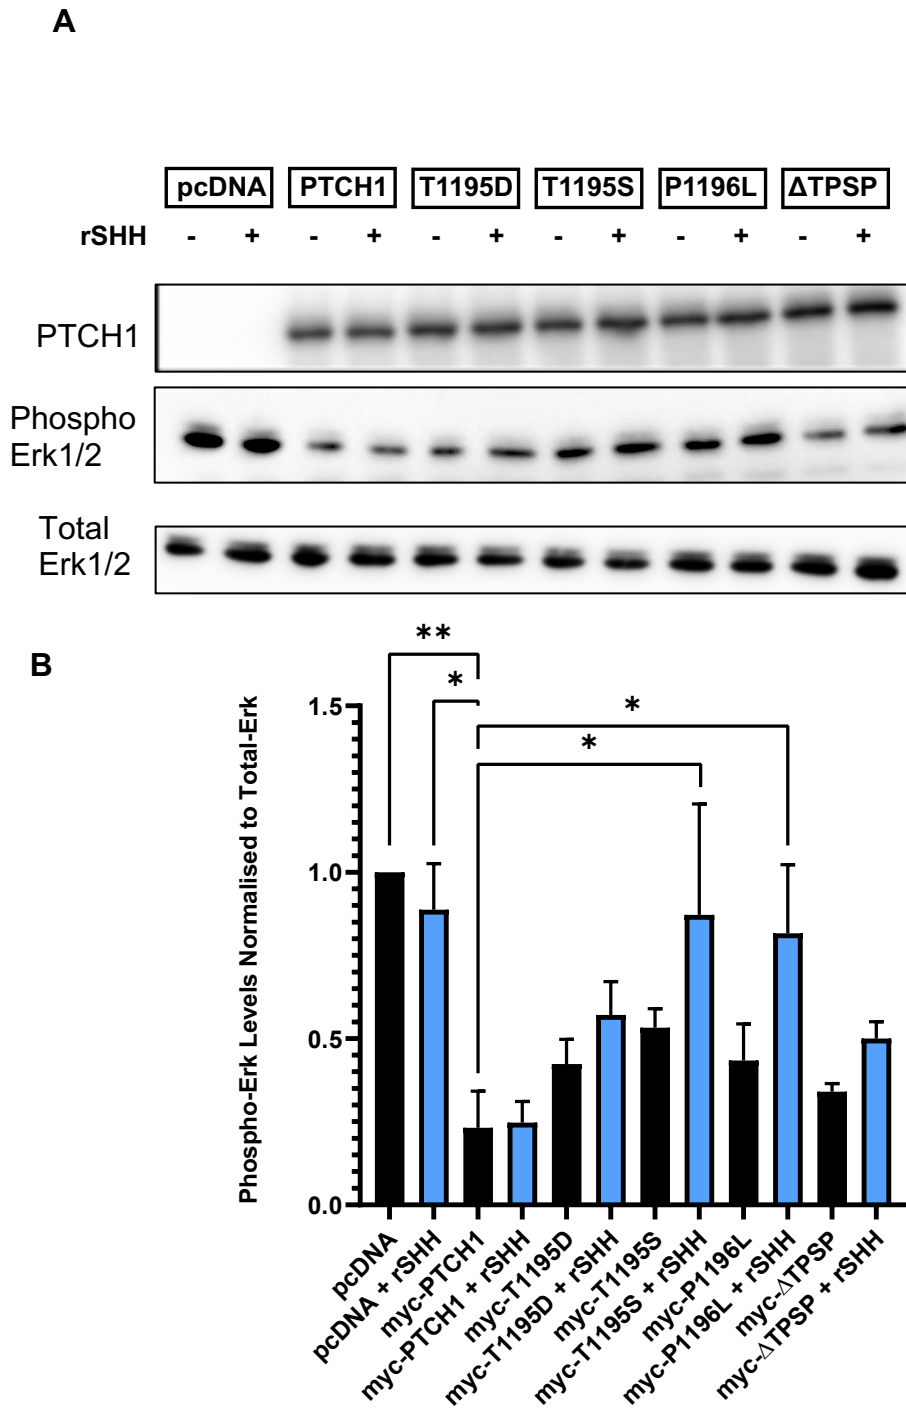 A
pcDNA PTCH1 T1195D T1195S P1196L ΔTPSP
rSHH - + - + - + - + - + - +
PTCH1
Phospho
Erk1/2
Total
Erk1/2
B
**
*
*
*
Phospho-Erk Levels Normalised to Total-Erk
1.5
1.0
0.5
0.0
pcDNA
pcDNA + rSHH
myc-PTCH1
myc-PTCH1 + rSHH
myc-T1195D
myc-T1195D + rSHH
myc-T1195S
myc-T1195S + rSHH
myc-P1196L
myc-P1196L + rSHH
myc-ΔTPSP
myc-ΔTPSP + rSHH